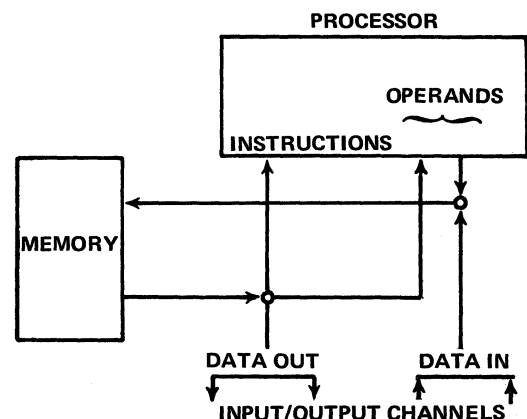 PROCESSOR
OPERANDS
INSTRUCTIONS
MEMORY
DATA OUT
DATA IN
INPUT/OUTPUT CHANNELS